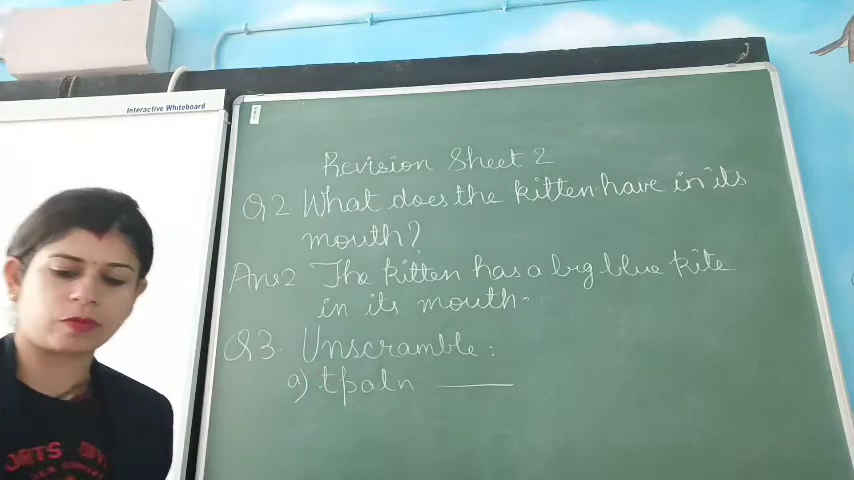 Interactive Whiteboard
Revision Sheet 2
Q2 What does the kitten have in its
mouth?
Ans2 The kitten has a big blue kite
in its mouth.
Q3. Unscramble:
a) tpaln ______